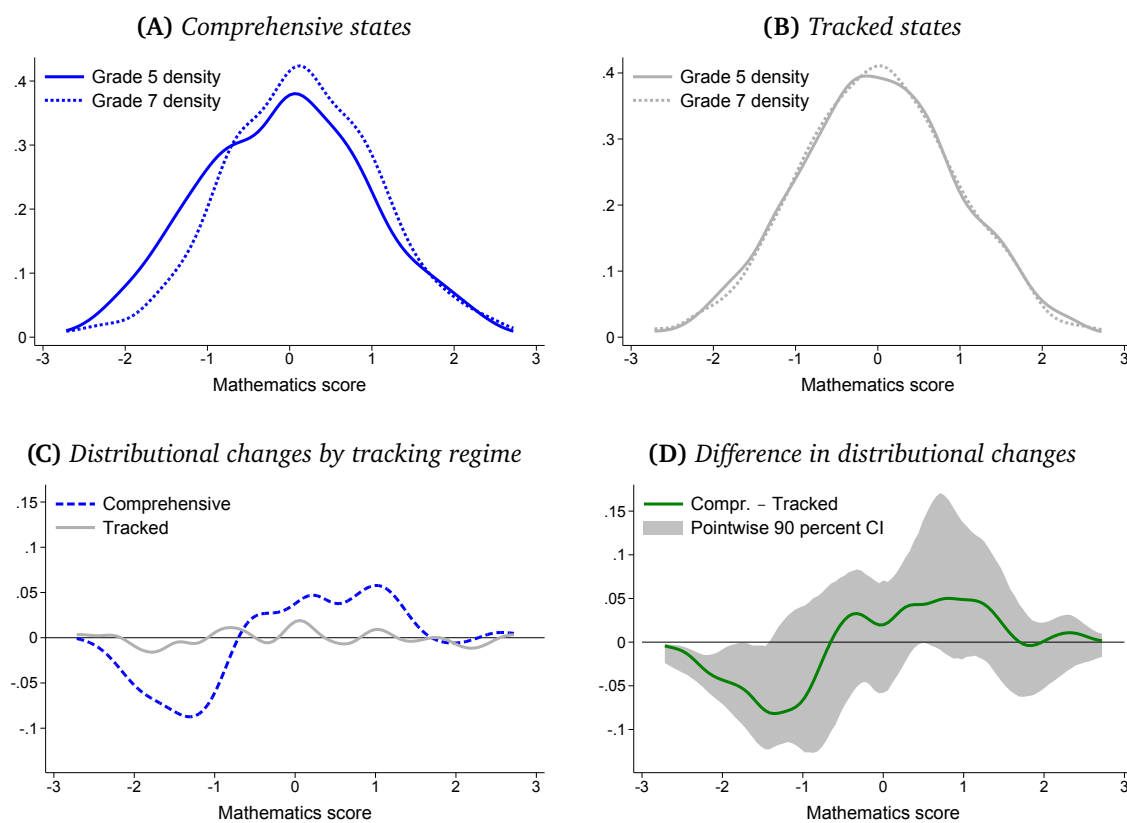 (A) Comprehensive states
Grade 5 density
Grade 7 density
.4
.3
.2
.1
0
-3 -2 -1 0 1 2 3
Mathematics score
(B) Tracked states
Grade 5 density
Grade 7 density
.4
.3
.2
.1
0
-3 -2 -1 0 1 2 3
Mathematics score
(C) Distributional changes by tracking regime
Comprehensive
Tracked
.15
.1
.05
0
-.05
-.1
-3 -2 -1 0 1 2 3
Mathematics score
(D) Difference in distributional changes
Compr. – Tracked
Pointwise 90 percent CI
.15
.1
.05
0
-.05
-.1
-3 -2 -1 0 1 2 3
Mathematics score